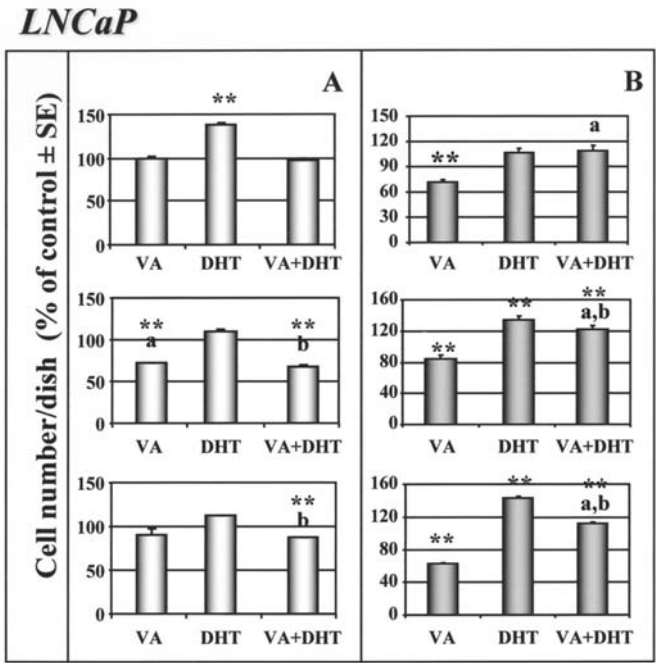 LNCaP
Cell number/dish (% of control ± SE)
A
150
**
100
50
0
VA DHT VA+DHT
150
** **
a b
100
50
0
VA DHT VA+DHT
150
**
b
100
50
0
VA DHT VA+DHT
B
150
a
120
**
90
60
30
0
VA DHT VA+DHT
160
** **
a,b
120
**
80
40
0
VA DHT VA+DHT
160
** **
a,b
120
80
**
40
0
VA DHT VA+DHT